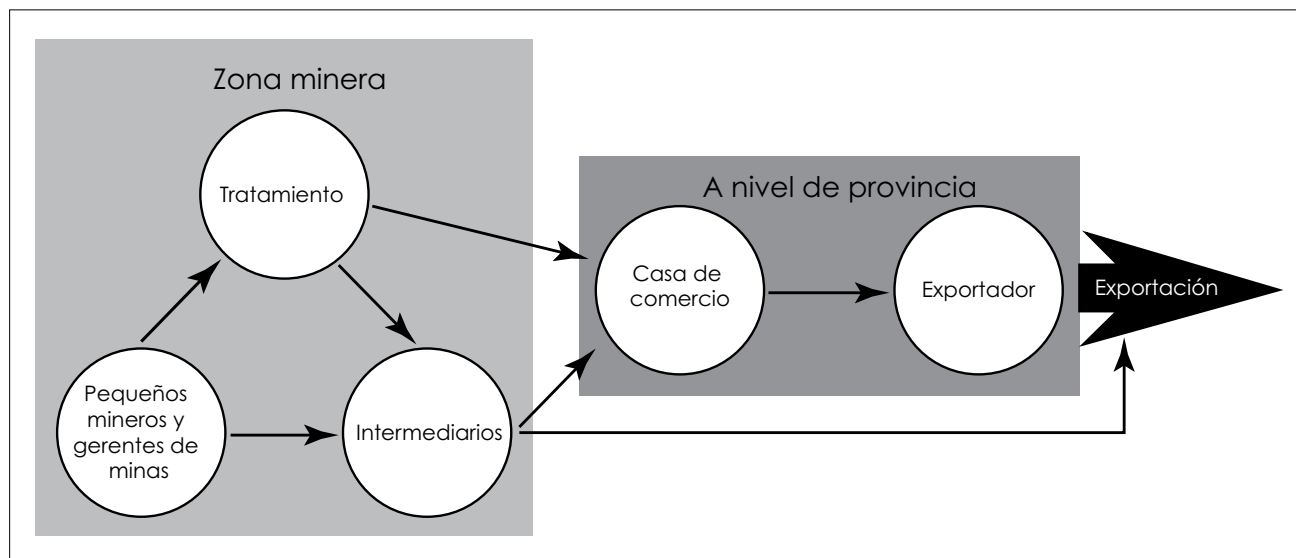 Zona minera
Tratamiento
Pequeños
mineros y
gerentes de
minas
Intermediarios
A nivel de provincia
Casa de
comercio
Exportador
Exportación